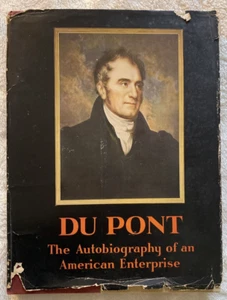 DU PONT
The Autobiography of an
American Enterprise